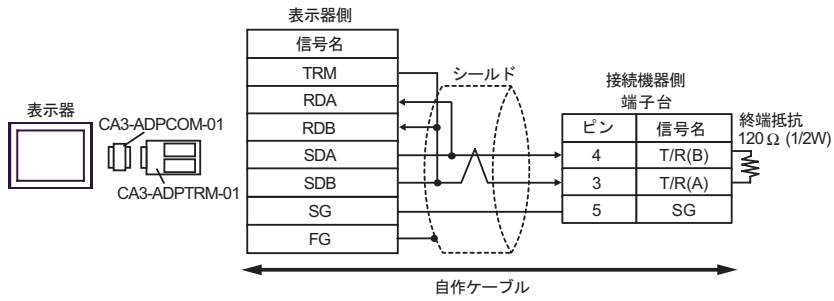 表示器側
信号名
TRM
RDA
RDB
SDA
SDB
SG
FG
シールド
表示器
CA3-ADPCOM-01
CA3-ADPTRM-01
接続機器側
端子台
ピン 信号名
4 T/R(B)
3 T/R(A)
5 SG
終端抵抗
120Ω (1/2W)
自作ケーブル